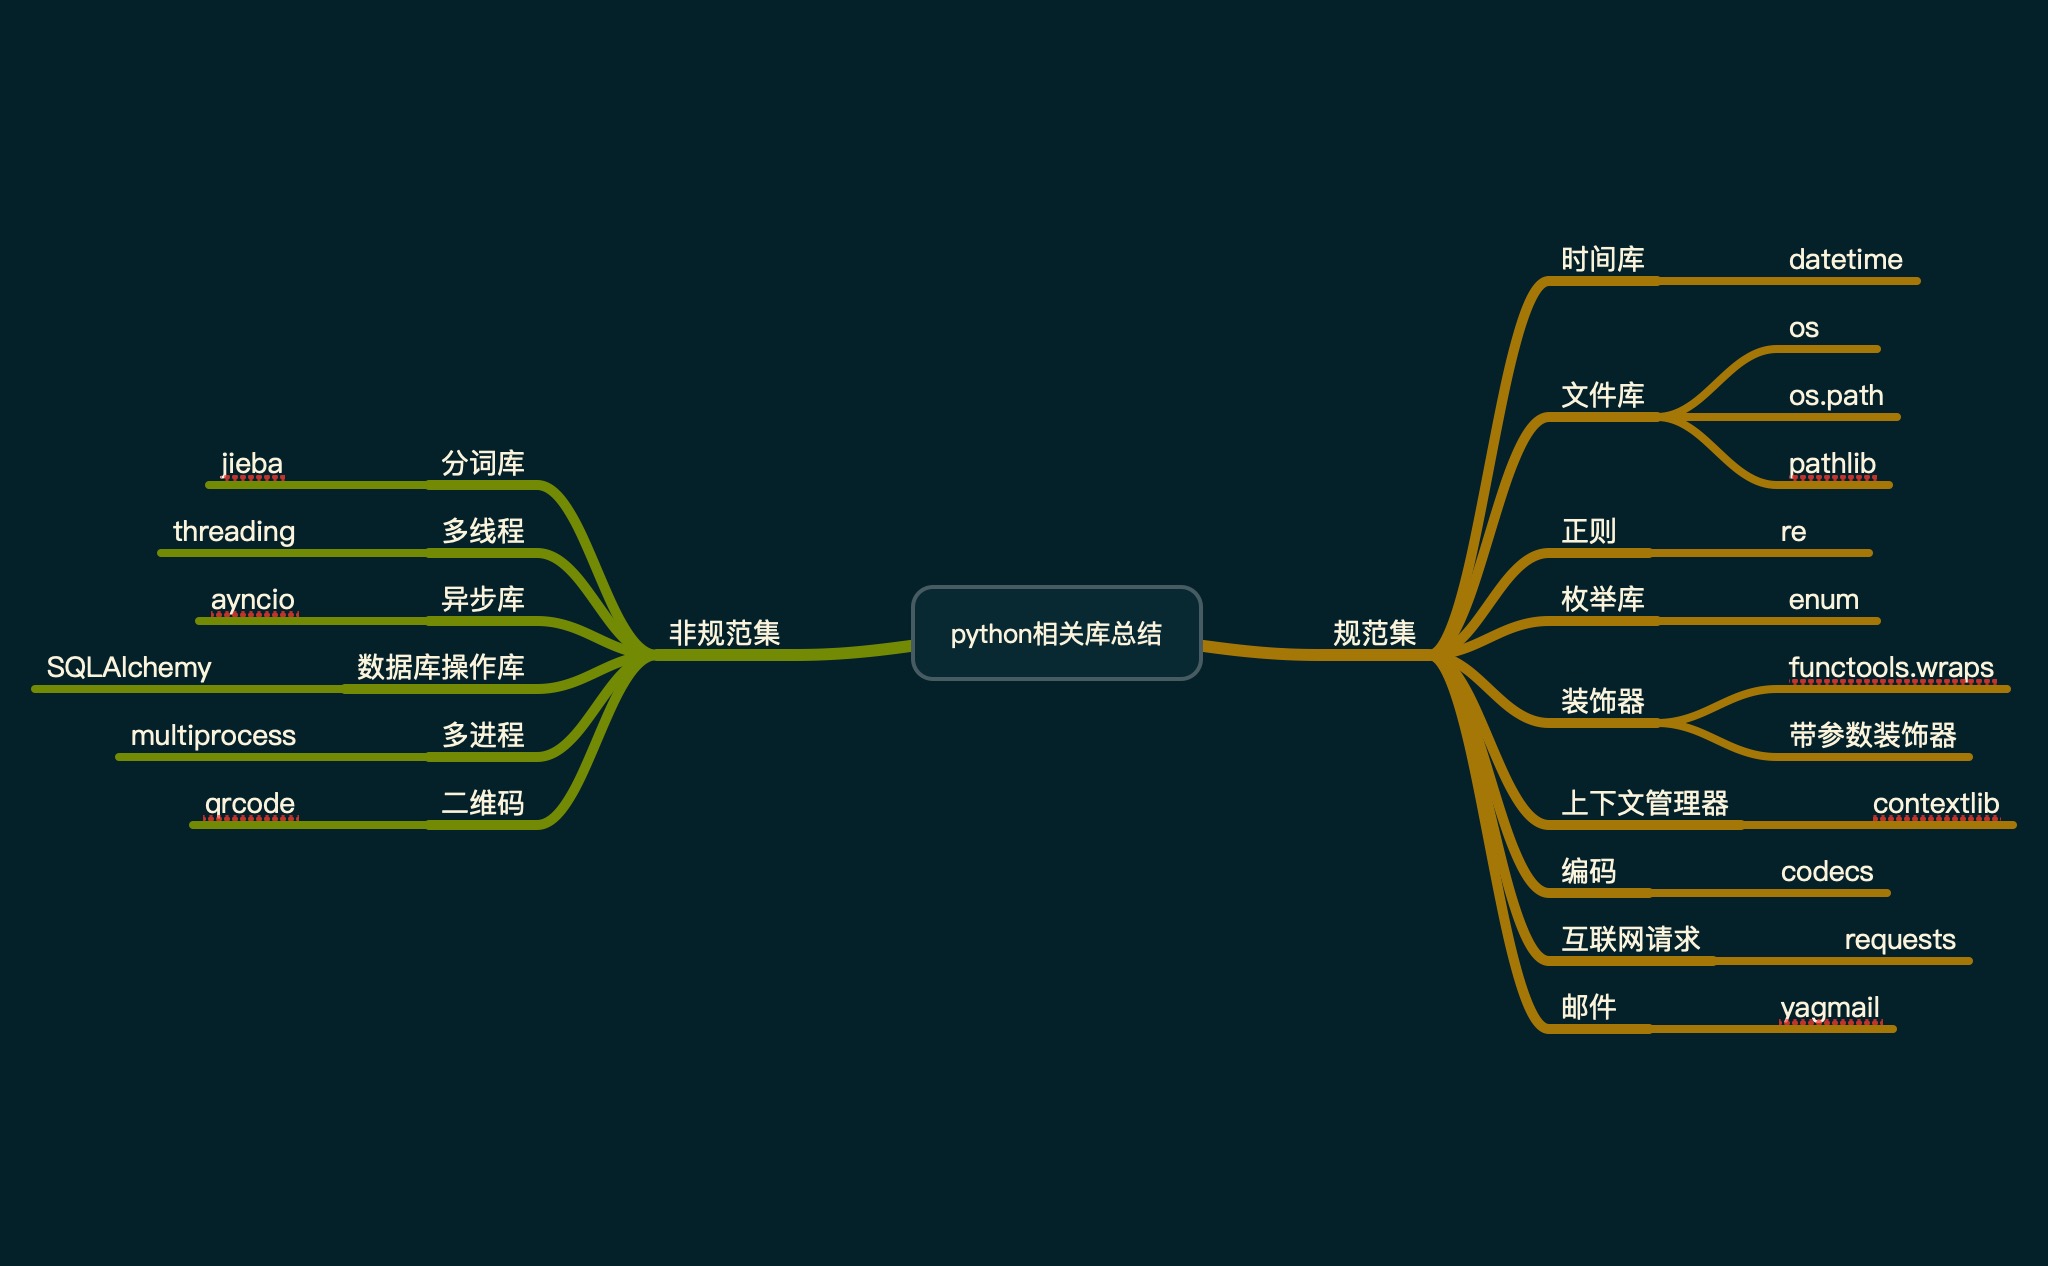 python相关库总结
规范集
时间库
datetime
文件库
os
os.path
pathlib
正则
re
枚举库
enum
装饰器
functools.wraps
带参数装饰器
上下文管理器
contextlib
编码
codecs
互联网请求
requests
邮件
yagmail
非规范集
分词库
jieba
多线程
threading
异步库
ayncio
数据库操作库
SQLAlchemy
多进程
multiprocess
二维码
qrcode